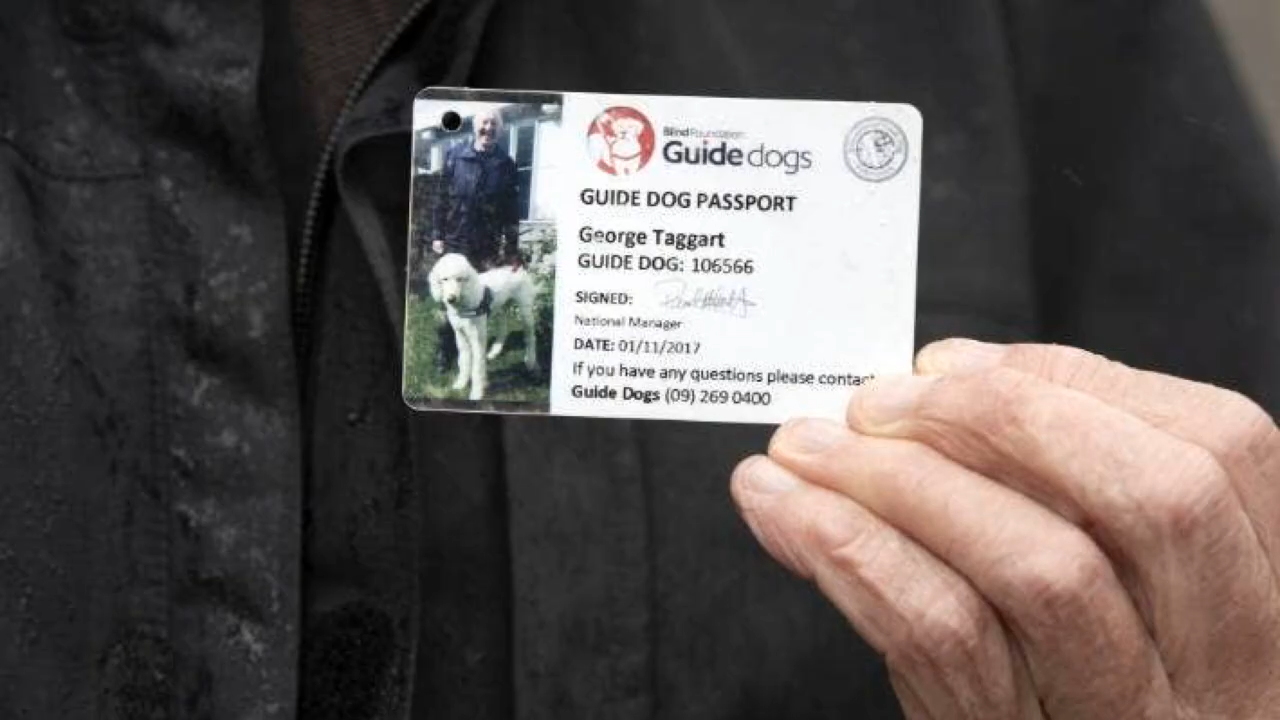 Blind Foundation
Guide dogs
GUIDE DOG PASSPORT
George Taggart
GUIDE DOG: 106566
SIGNED:
National Manager
DATE: 01/11/2017
If you have any questions please contact
Guide Dogs (09) 269 0400